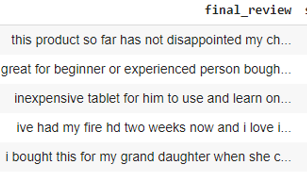 final_review
this product so far has not disappointed my ch...
great for beginner or experienced person bough...
inexpensive tablet for him to use and learn on...
ive had my fire hd two weeks now and i love i...
i bought this for my grand daughter when she c...